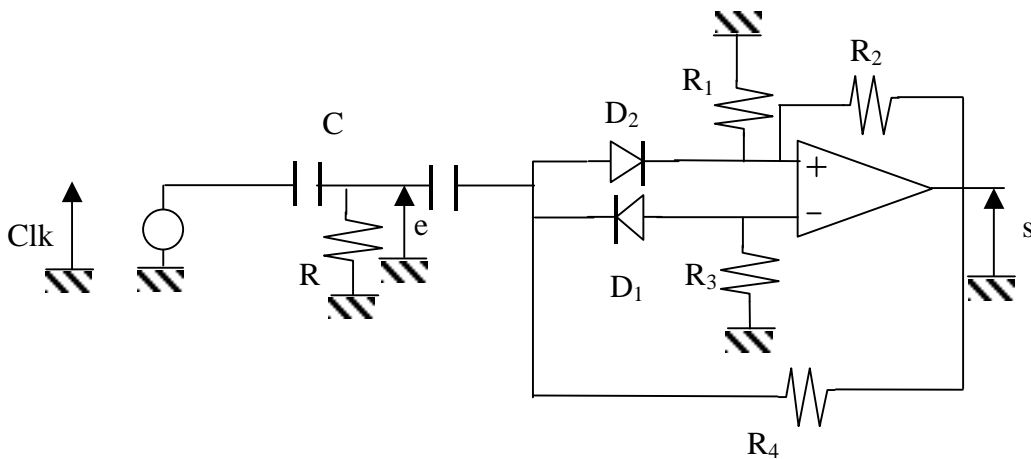 R₂
R₁
D₂
C
+
e
−
Clk
s
R
R₃
D₁
R₄